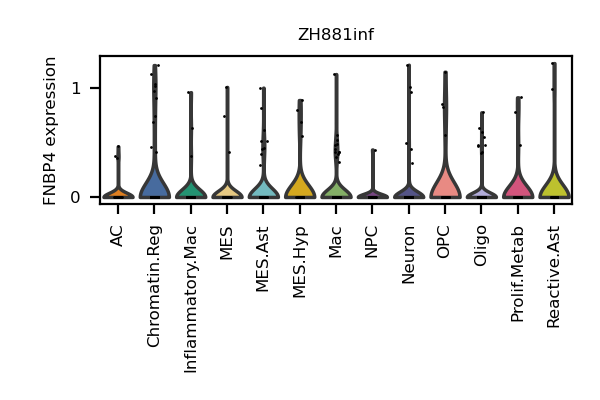 ZH881inf
FNBP4 expression
1
0
AC
Chromatin.Reg
Inflammatory.Mac
MES
MES.Ast
MES.Hyp
Mac
NPC
Neuron
OPC
Oligo
Prolif.Metab
Reactive.Ast